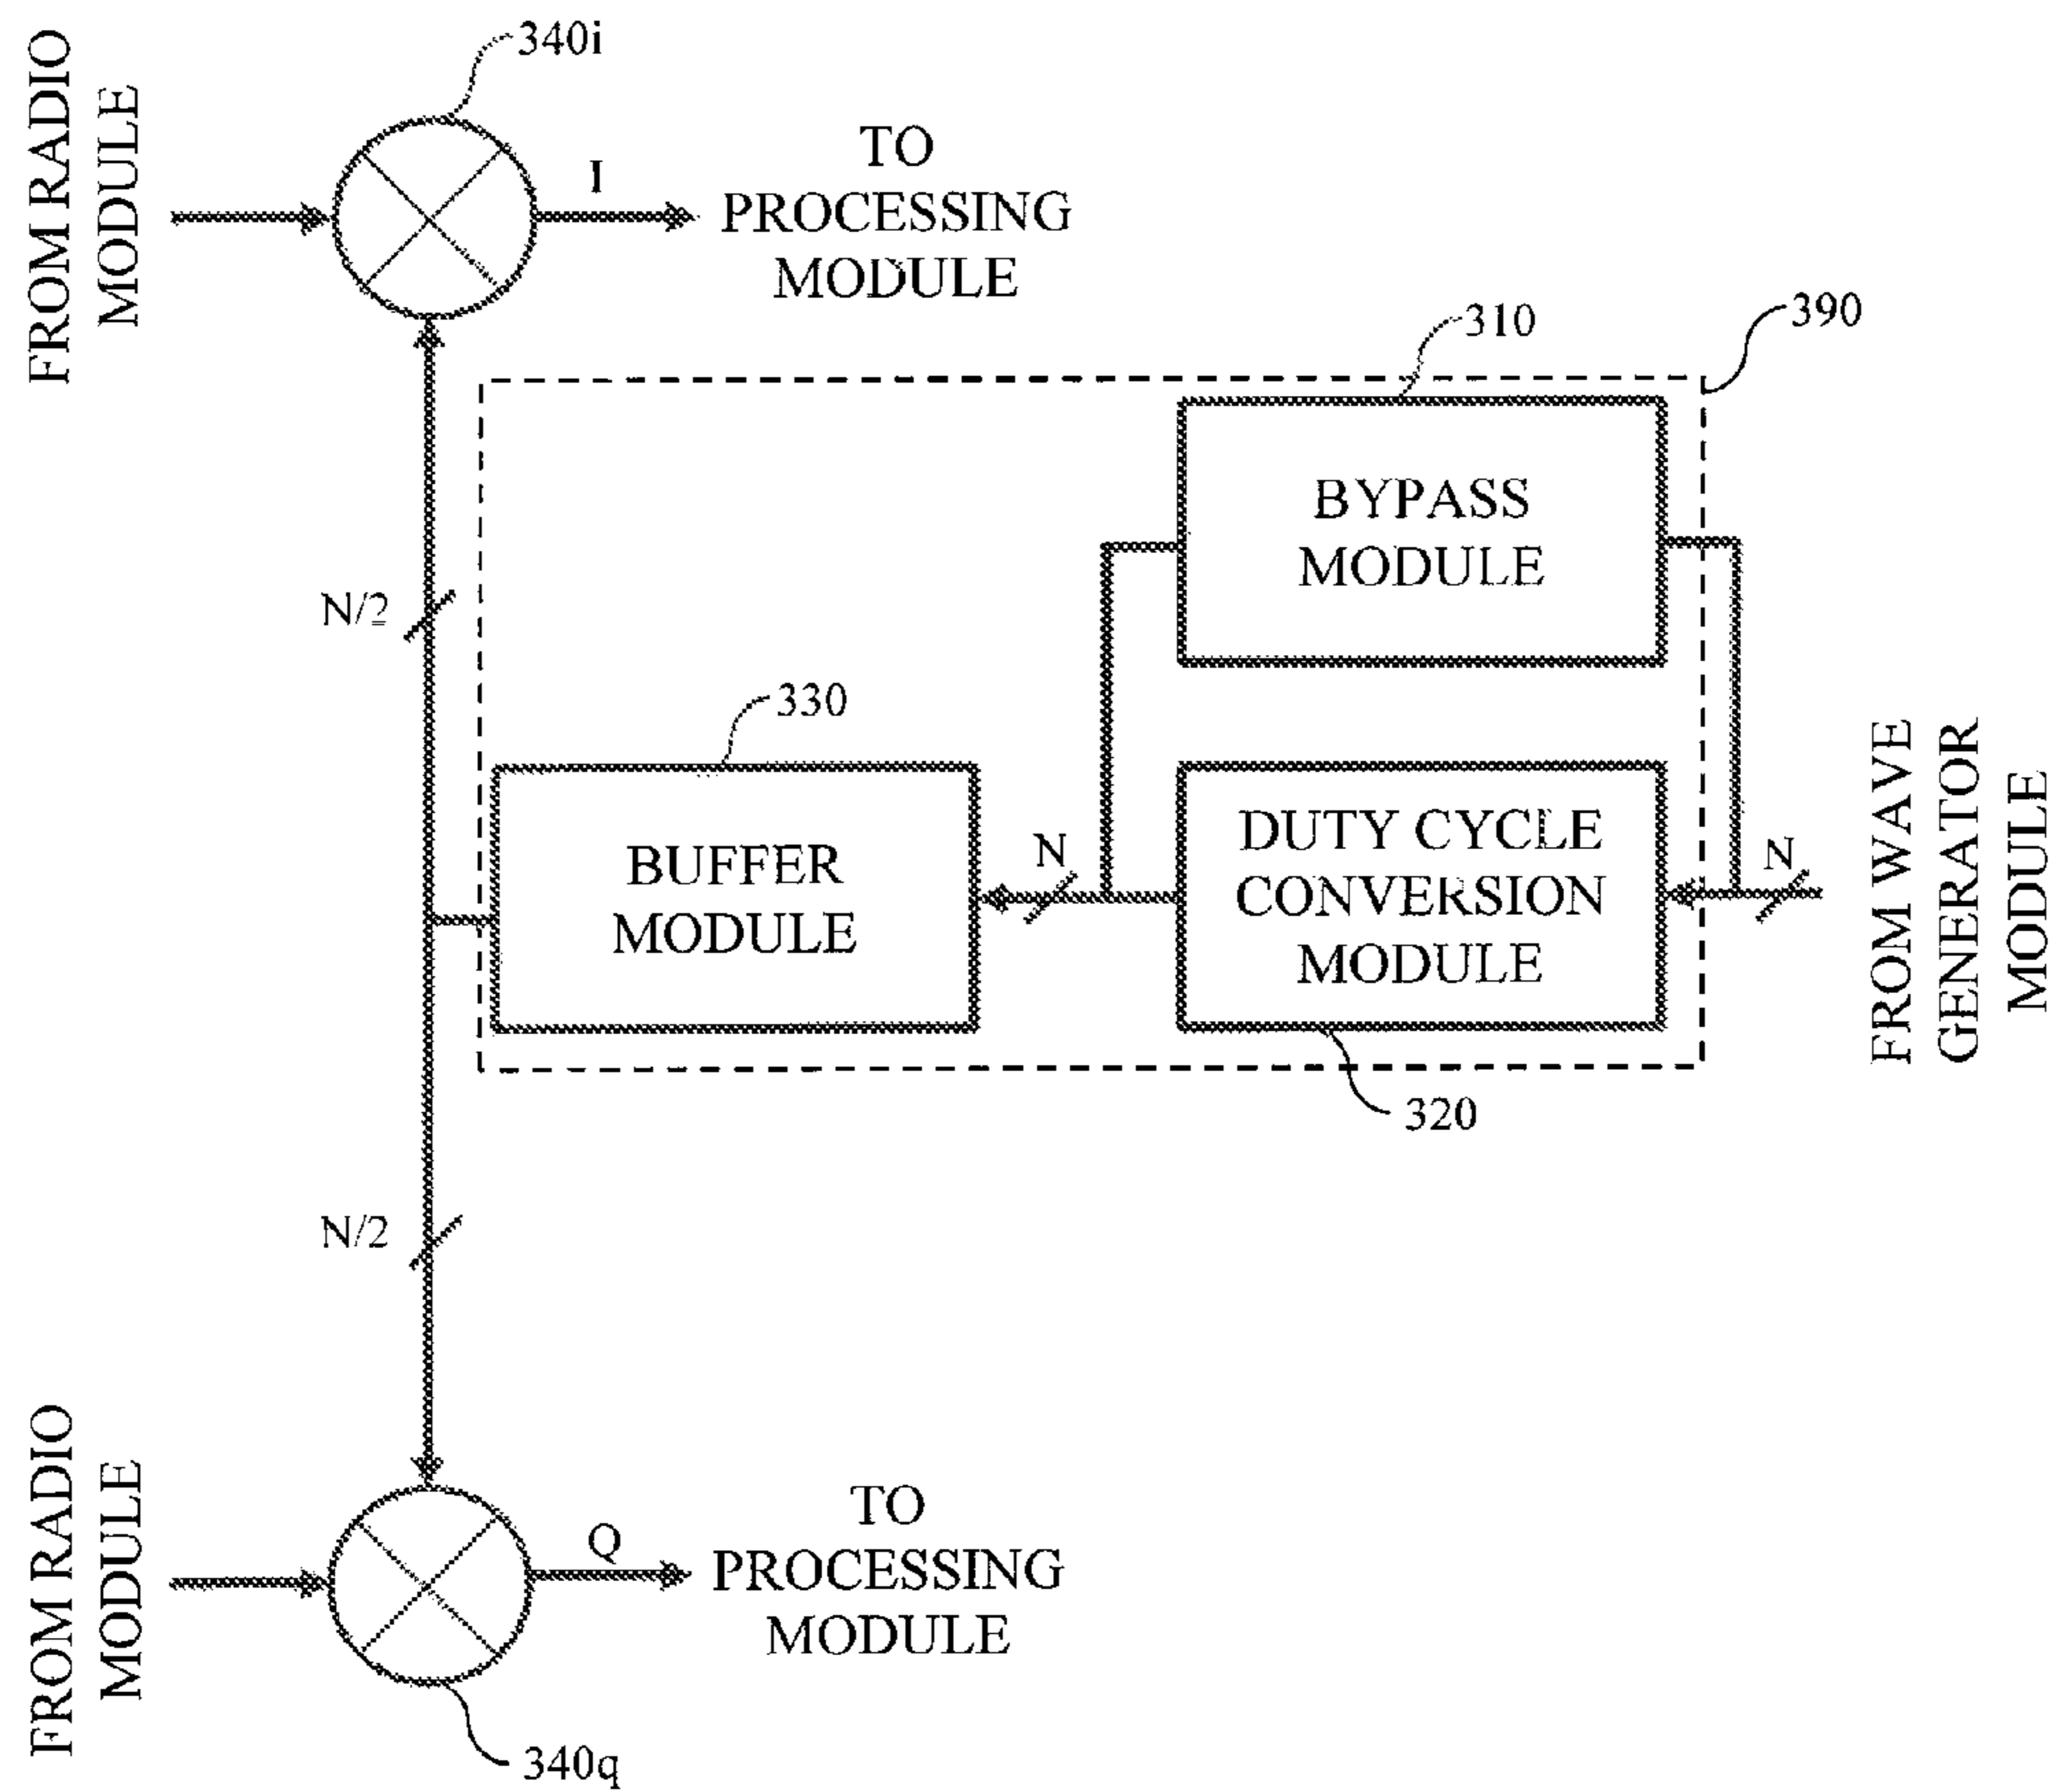 340i
FROM RADIO
MODULE
I
TO
PROCESSING
MODULE
310
390
BYPASS
MODULE
N/2
330
BUFFER
MODULE
N
DUTY CYCLE
CONVERSION
MODULE
N
FROM WAVE
GENERATOR
MODULE
320
N/2
FROM RADIO
MODULE
Q
TO
PROCESSING
MODULE
340q